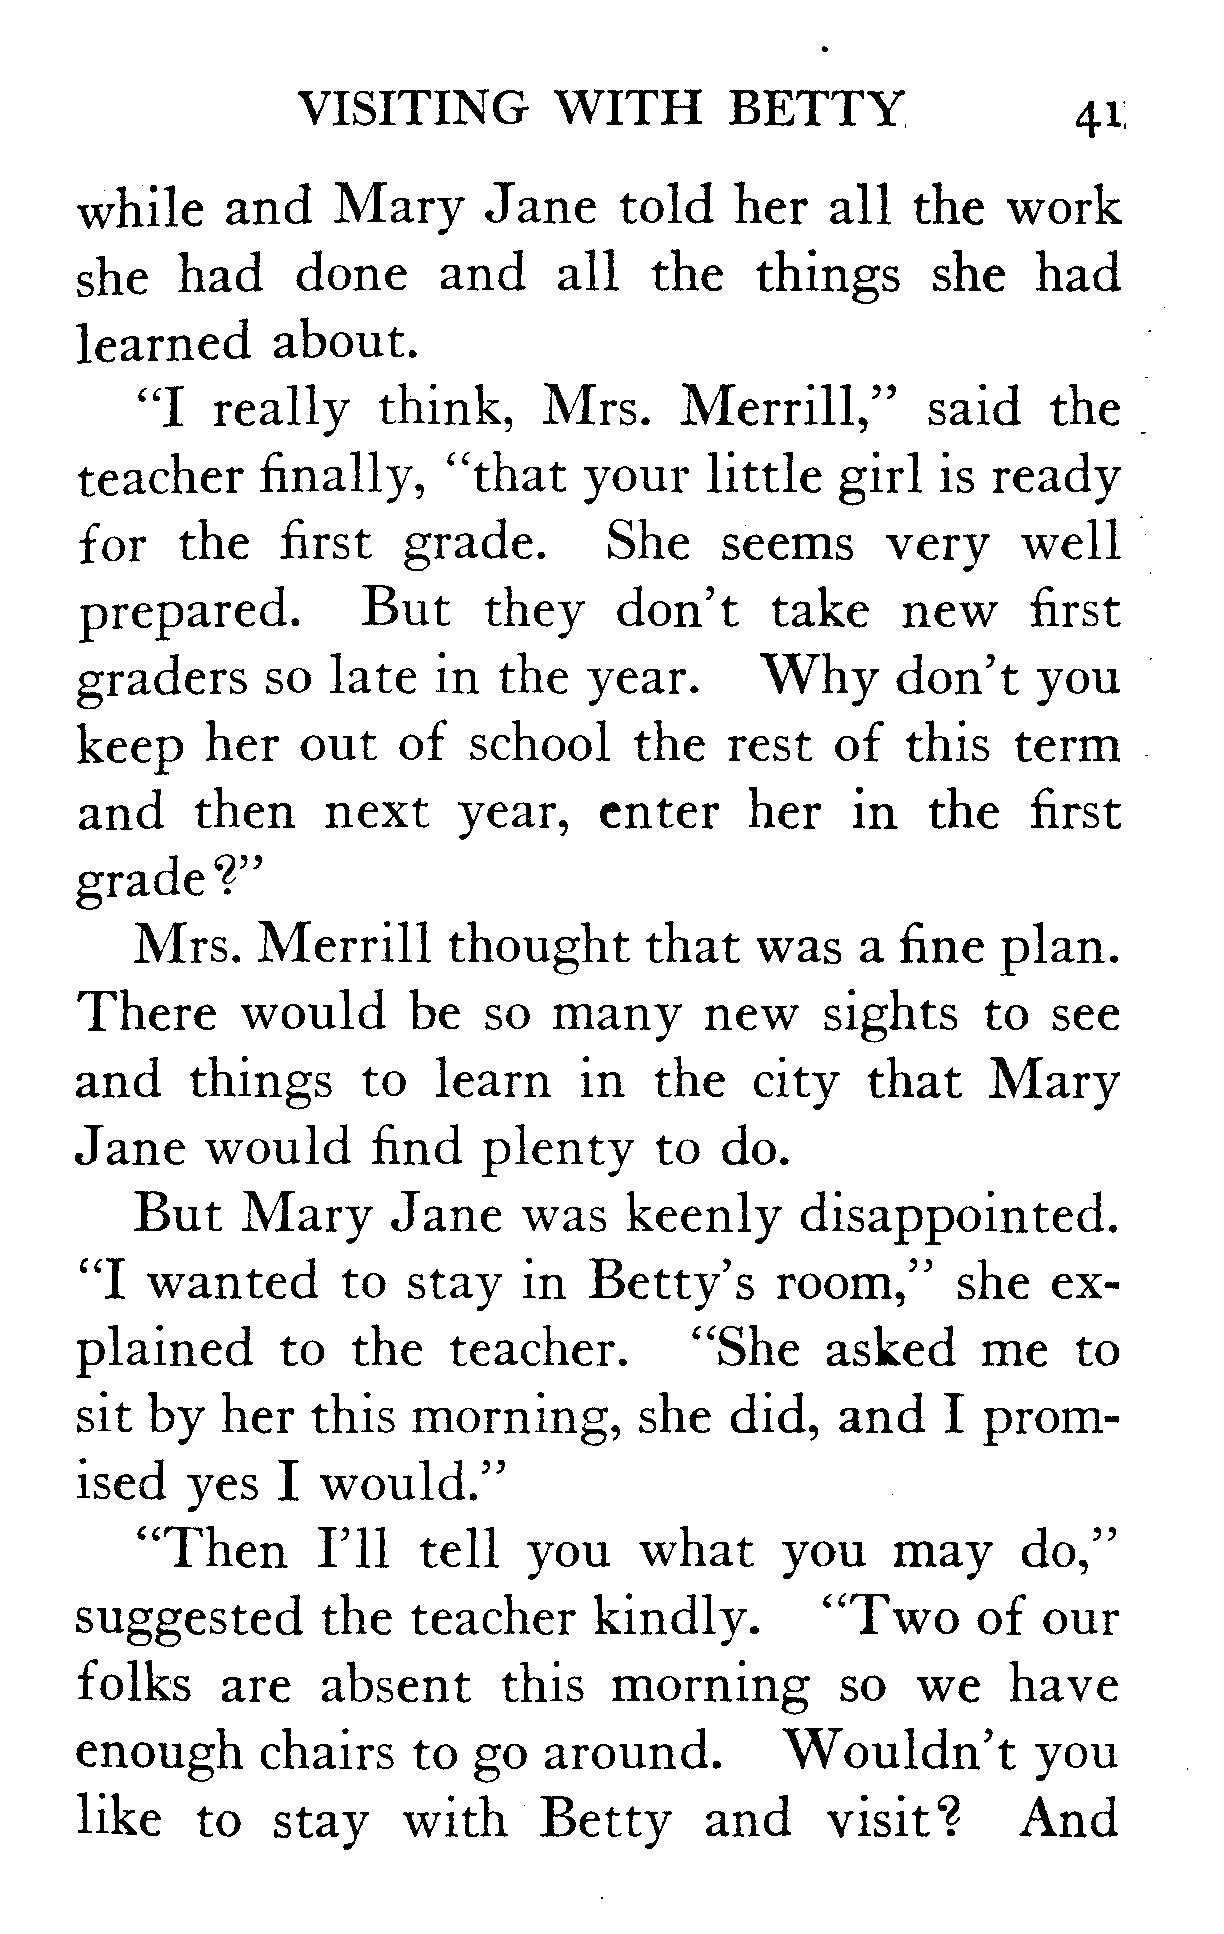 VISITING WITH BETTY 41
while and Mary Jane told her all the work
she had done and all the things she had
learned about.
“I really think, Mrs. Merrill,” said the
teacher finally, “that your little girl is ready
for the first grade. She seems very well
prepared. But they don’t take new first
graders so late in the year. Why don’t you
keep her out of school the rest of this term
and then next year, enter her in the first
grade?”
Mrs. Merrill thought that was a fine plan.
There would be so many new sights to see
and things to learn in the city that Mary
Jane would find plenty to do.
But Mary Jane was keenly disappointed.
“I wanted to stay in Betty’s room,” she ex-
plained to the teacher. “She asked me to
sit by her this morning, she did, and I prom-
ised yes I would.”
“Then I’ll tell you what you may do,”
suggested the teacher kindly. “Two of our
folks are absent this morning so we have
enough chairs to go around. Wouldn’t you
like to stay with Betty and visit? And